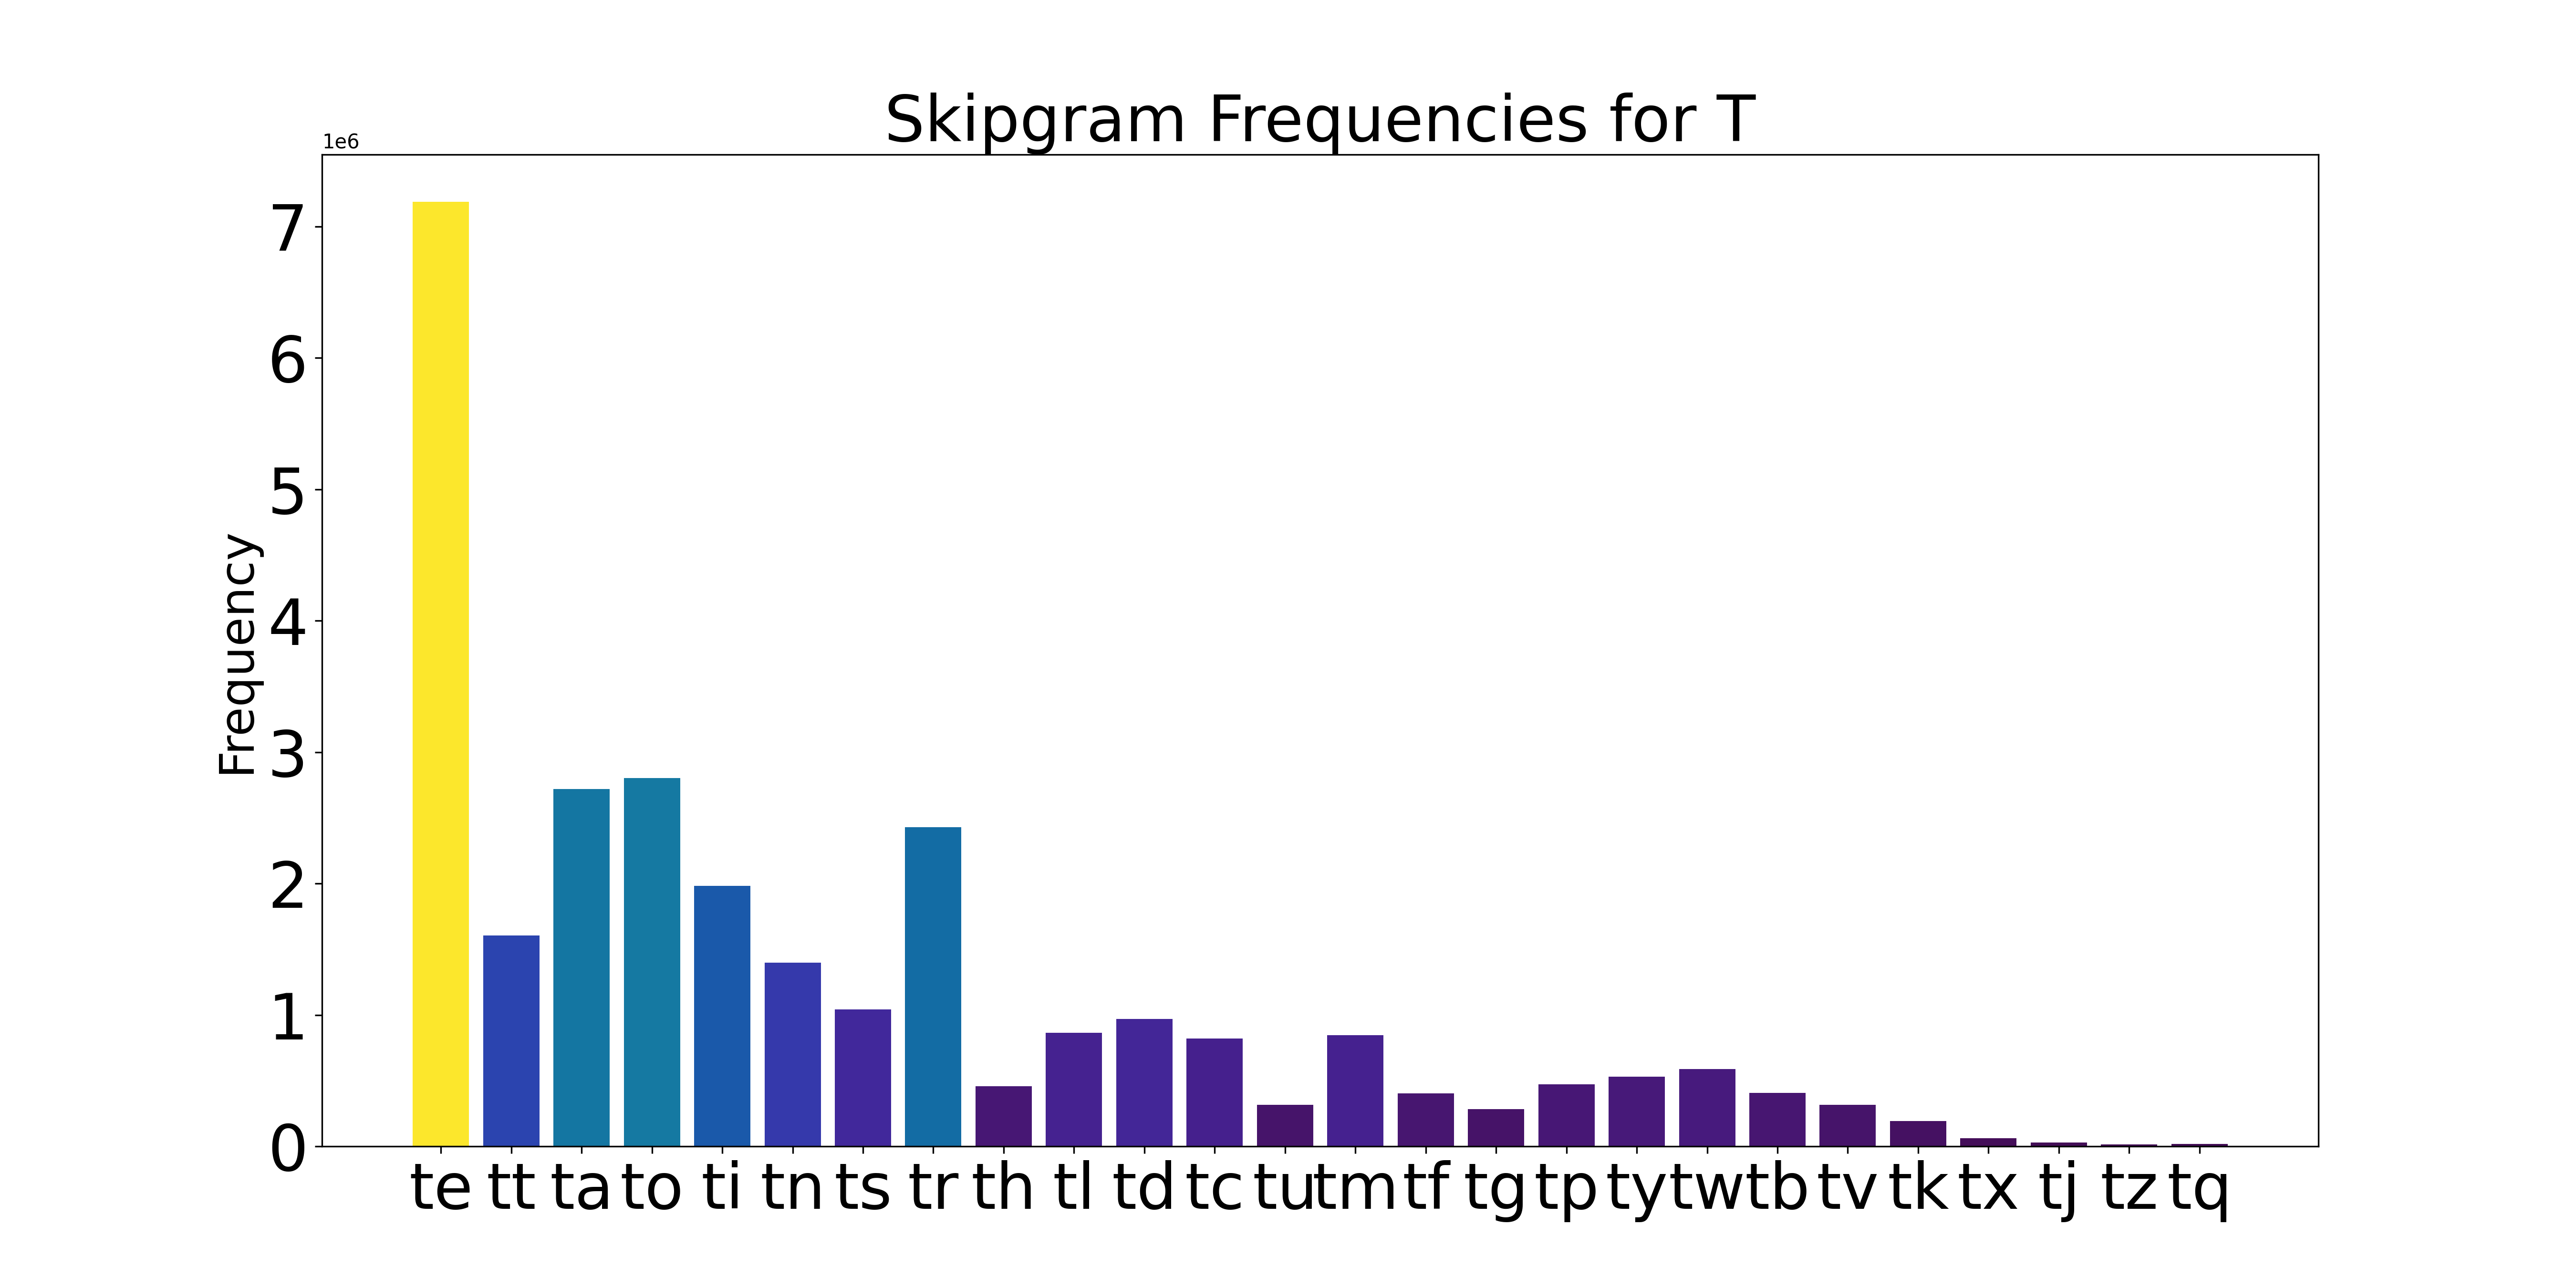 Skipgram Frequencies for T
1e6
7
6
5
4
3
2
1
0
Frequency
te tt ta to ti tn ts tr th tl td tc tu tm tf tg tp ty tw tb tv tk tx tj tz tq